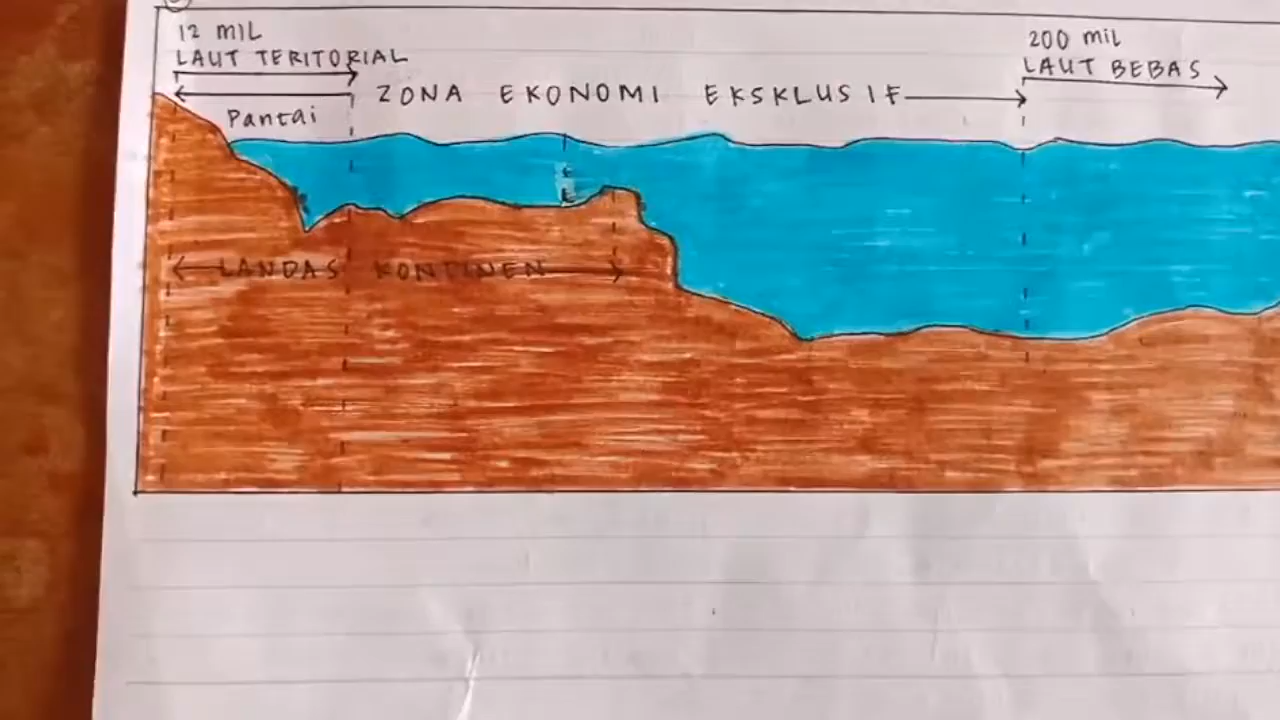 12 MIL
LAUT TERITORIAL
Pantai
ZONA EKONOMI EKSKLUSIF
200 mil
LAUT BEBAS
LANDAS KONTINEN